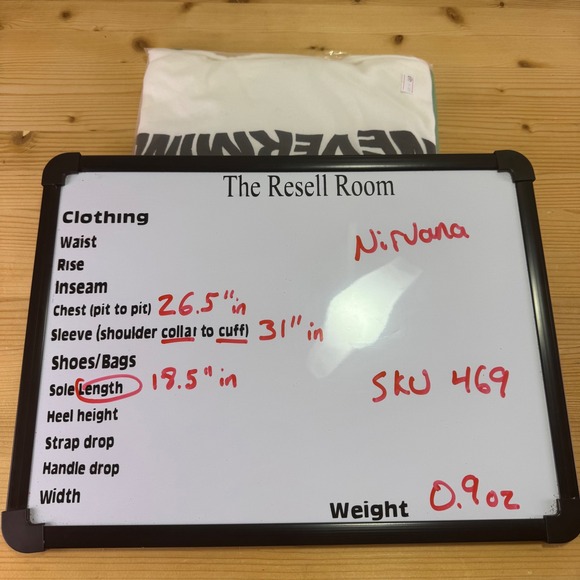 NEVERMIN
The Resell Room
Clothing
Nirvana
Waist
Rise
Inseam
Chest (pit to pit) 26.5" in
Sleeve (shoulder collar to cuff) 31" in
Shoes/Bags
Sole Length 18.5" in
SKU 469
Heel height
Strap drop
Handle drop
Width
Weight 0.9 oz